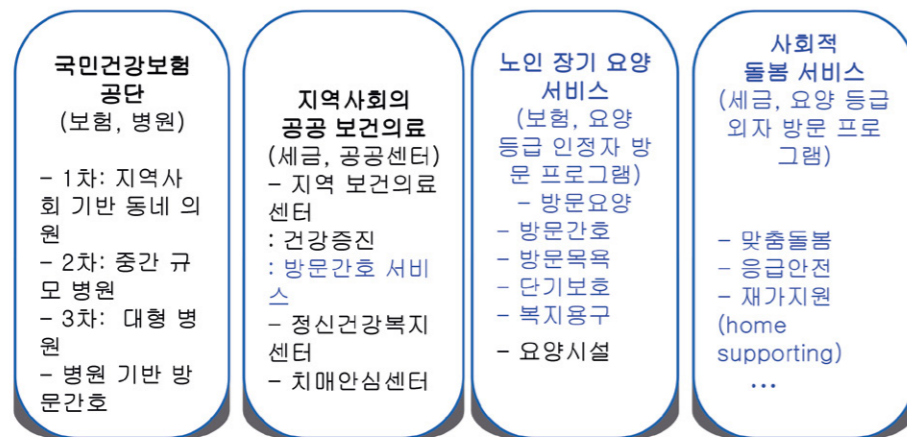 국민건강보험
공단
(보험, 병원)
– 1차: 지역사
회 기반 동네 의
원
– 2차: 중간 규
모 병원
– 3차: 대형 병
원
– 병원 기반 방
문간호
지역사회의
공공 보건의료
(세금, 공공센터)
– 지역 보건의료
센터
: 건강증진
: 방문간호 서비
스
– 정신건강복지
센터
– 치매안심센터
노인 장기 요양
서비스
(보험, 요양
등급 인정자 방
문 프로그램)
– 방문요양
– 방문간호
– 방문목욕
– 단기보호
– 복지용구
– 요양시설
사회적
돌봄 서비스
(세금, 요양 등급
외자 방문 프로
그램)
– 맞춤돌봄
– 응급안전
– 재가지원
(home
supporting)
...